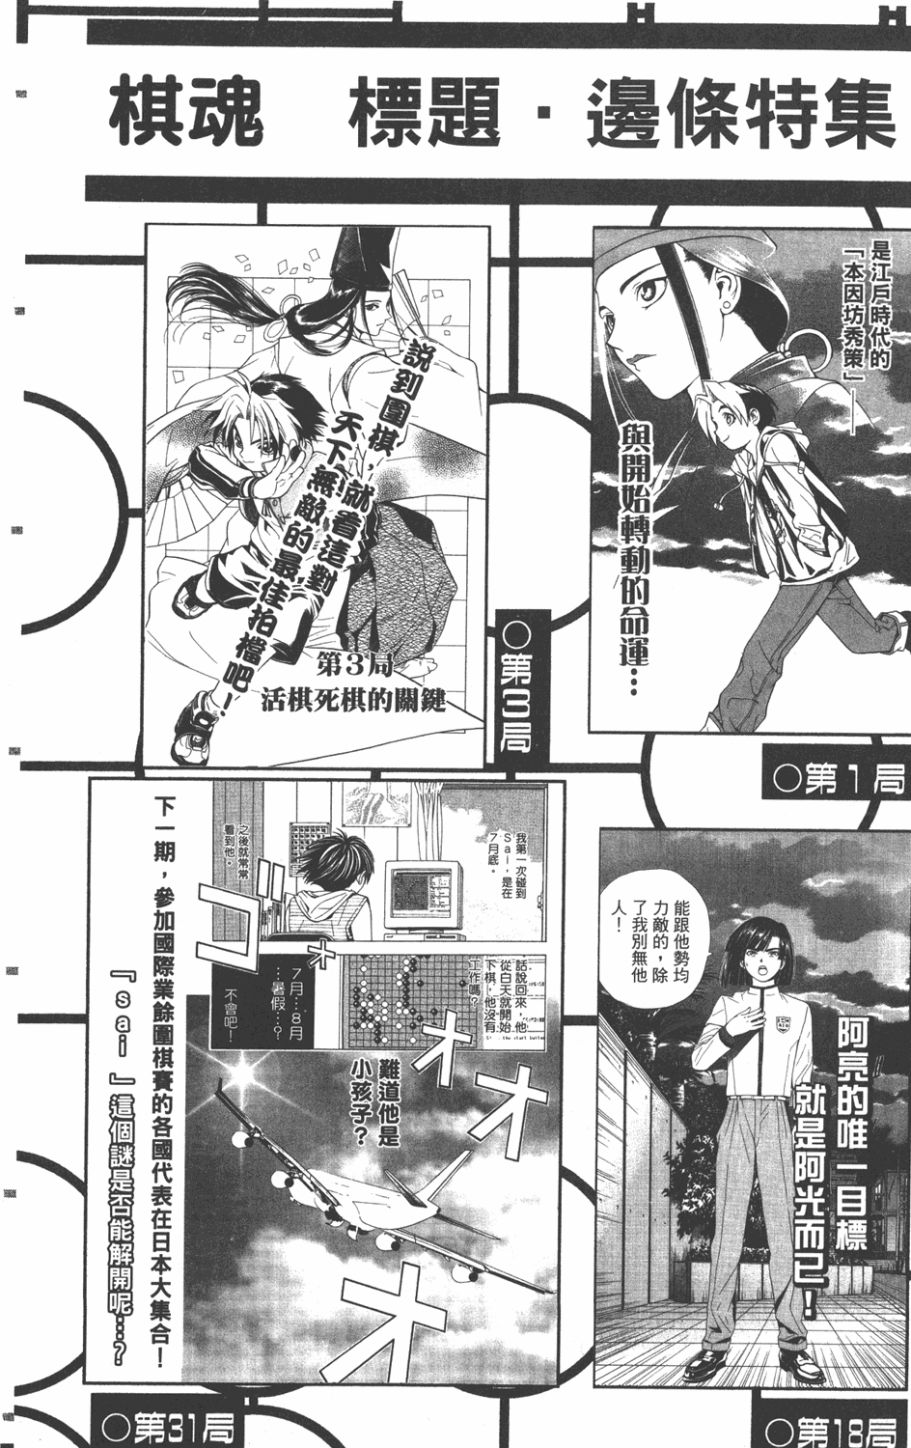 棋魂　標題·邊條特集
是江戶時代的
「本因坊秀策」──
與開始轉動的命運…
○第1局
說到圍棋，就看這對
天下無敵的最佳拍檔吧！
第3局
活棋死棋的關鍵
○第3局
能跟他勢均
力敵的，除
了我別無他
人！
阿亮的唯一目標
就是阿光而已！
○第18局
我第一次碰到
Sai，是在
7月底。
之後就常常
看到他。
ゴォ
話說回來，他
從白天就開始
下棋，他沒有
工作嗎？
7月…8月
…暑假…？
不會吧！
難道他是
小孩子？
オオオ
下一期，參加國際業餘圍棋賽的各國代表在日本大集合！
『sai』這個謎是否能解開呢…？
○第31局